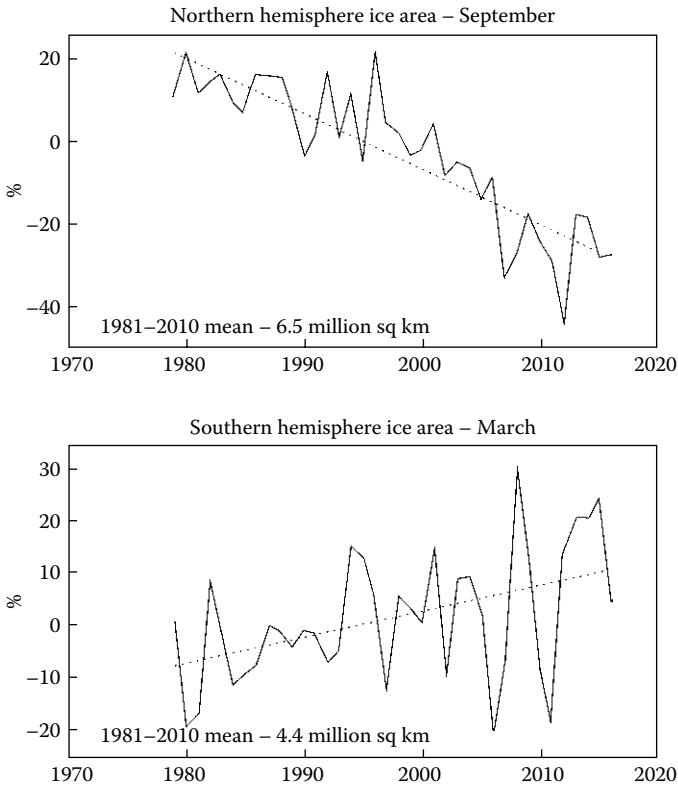 Northern hemisphere ice area – September
20
0
%
–20
–40
1981–2010 mean – 6.5 million sq km
1970 1980 1990 2000 2010 2020
Southern hemisphere ice area – March
30
20
10
%
0
–10
–20
1981–2010 mean – 4.4 million sq km
1970 1980 1990 2000 2010 2020